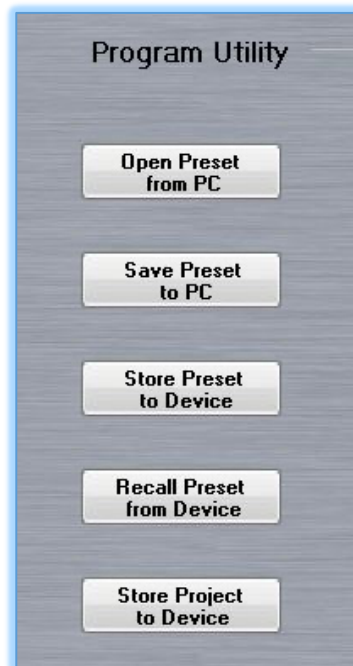 Program Utility
Open Preset
from PC
Save Preset
to PC
Store Preset
to Device
Recall Preset
from Device
Store Project
to Device